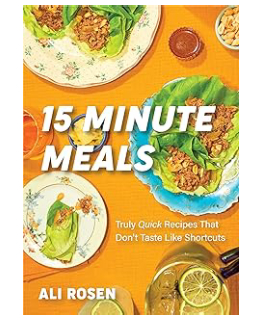 15 MINUTE
MEALS
Truly Quick Recipes That
Don't Taste Like Shortcuts
ALI ROSEN